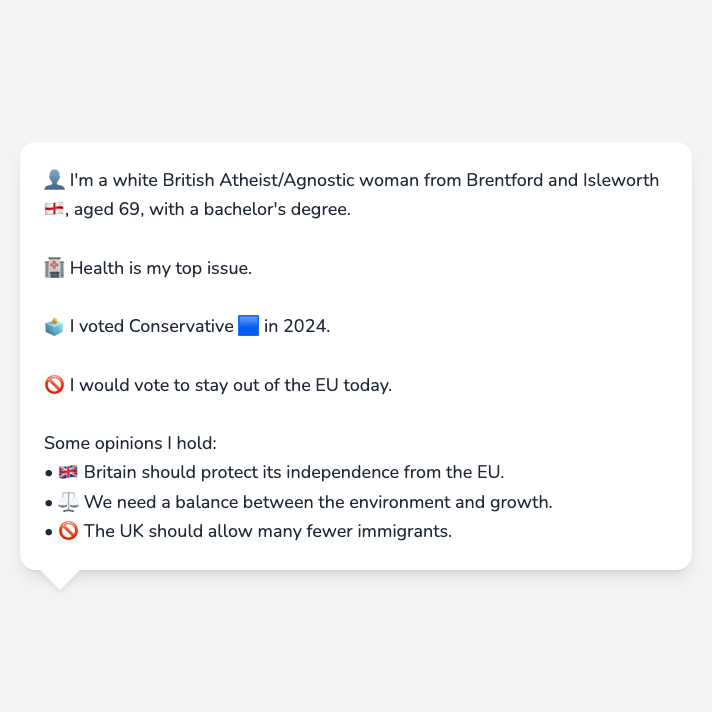 👤 I'm a white British Atheist/Agnostic woman from Brentford and Isleworth
🏴󠁧󠁢󠁥󠁮󠁧󠁿, aged 69, with a bachelor's degree.
🏥 Health is my top issue.
🗳️ I voted Conservative 🟦 in 2024.
🚫 I would vote to stay out of the EU today.
Some opinions I hold:
• 🇬🇧 Britain should protect its independence from the EU.
• ⚖️ We need a balance between the environment and growth.
• 🚫 The UK should allow many fewer immigrants.